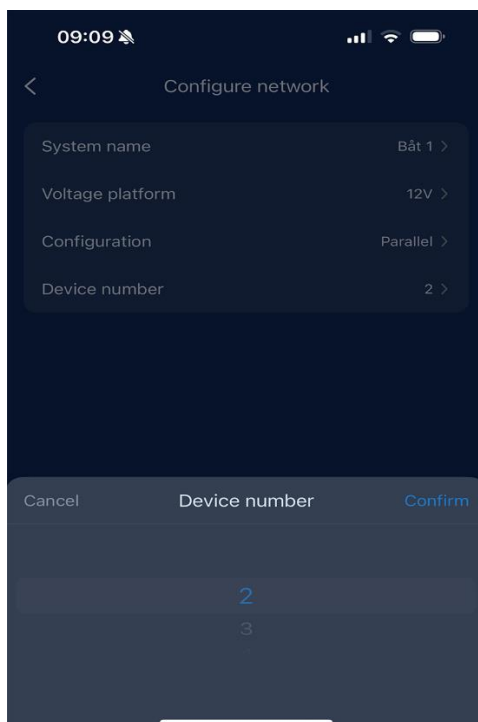 09:09
Configure network
System name Båt 1 >
Voltage platform 12V >
Configuration Parallel >
Device number 2 >
Cancel Device number Confirm
2
3